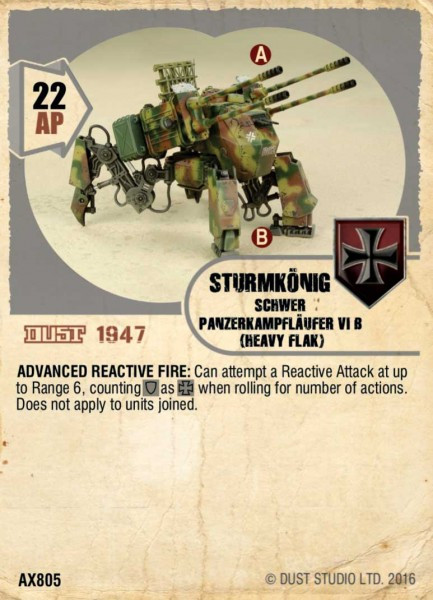 22
AP
A
B
STURMKÖNIG
SCHWER
PANZERKAMPFLÄUFER VI B
(HEAVY FLAK)
DUST 1947
ADVANCED REACTIVE FIRE: Can attempt a Reactive Attack at up
to Range 6, counting as when rolling for number of actions.
Does not apply to units joined.
AX805
© DUST STUDIO LTD. 2016